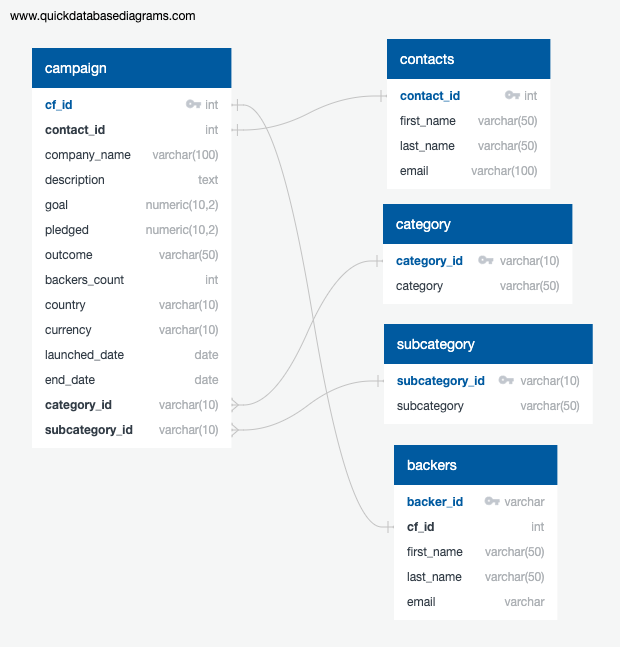 www.quickdatabasediagrams.com
campaign
cf_id int
contact_id int
company_name varchar(100)
description text
goal numeric(10,2)
pledged numeric(10,2)
outcome varchar(50)
backers_count int
country varchar(10)
currency varchar(10)
launched_date date
end_date date
category_id varchar(10)
subcategory_id varchar(10)
contacts
contact_id int
first_name varchar(50)
last_name varchar(50)
email varchar(100)
category
category_id varchar(10)
category varchar(50)
subcategory
subcategory_id varchar(10)
subcategory varchar(50)
backers
backer_id varchar
cf_id int
first_name varchar(50)
last_name varchar(50)
email varchar